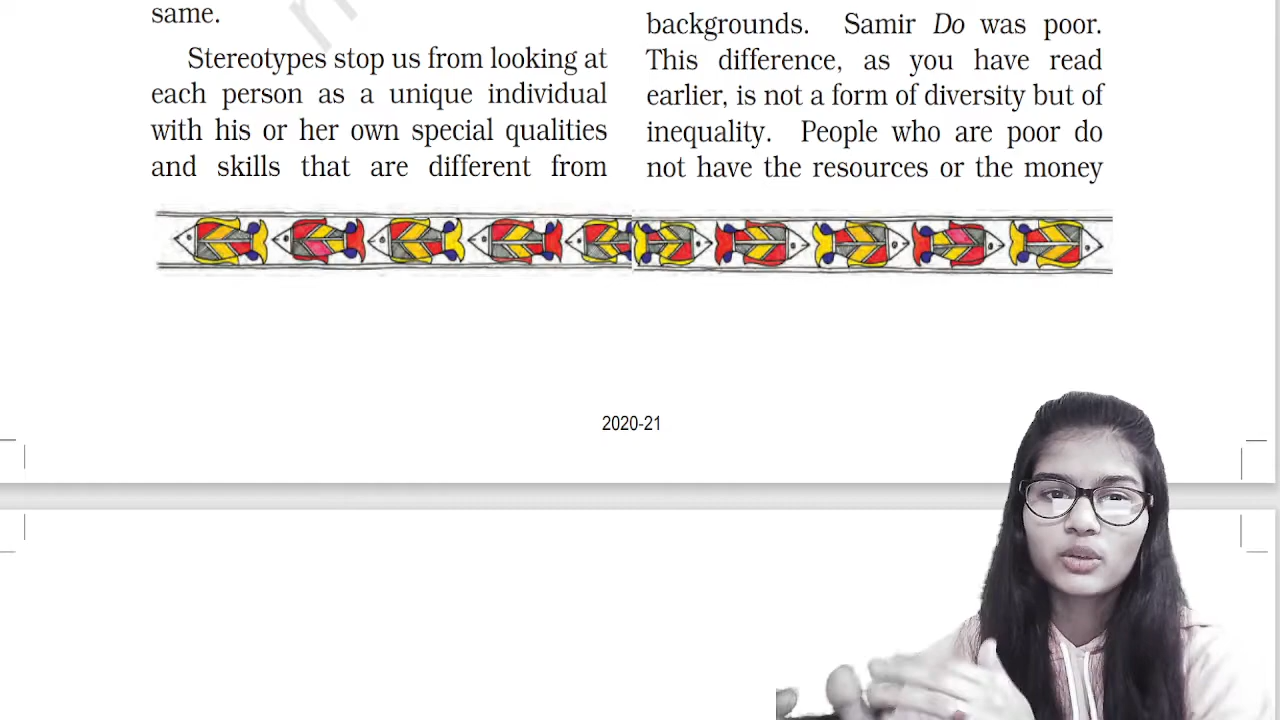 same.
Stereotypes stop us from looking at
each person as a unique individual
with his or her own special qualities
and skills that are different from
backgrounds. Samir Do was poor.
This difference, as you have read
earlier, is not a form of diversity but of
inequality. People who are poor do
not have the resources or the money
2020-21